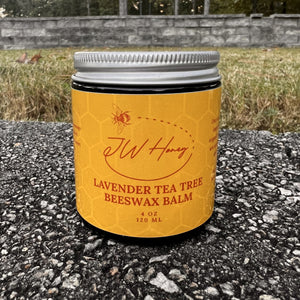 JW Honey
LAVENDER TEA TREE
BEESWAX BALM
4 OZ
120 ML